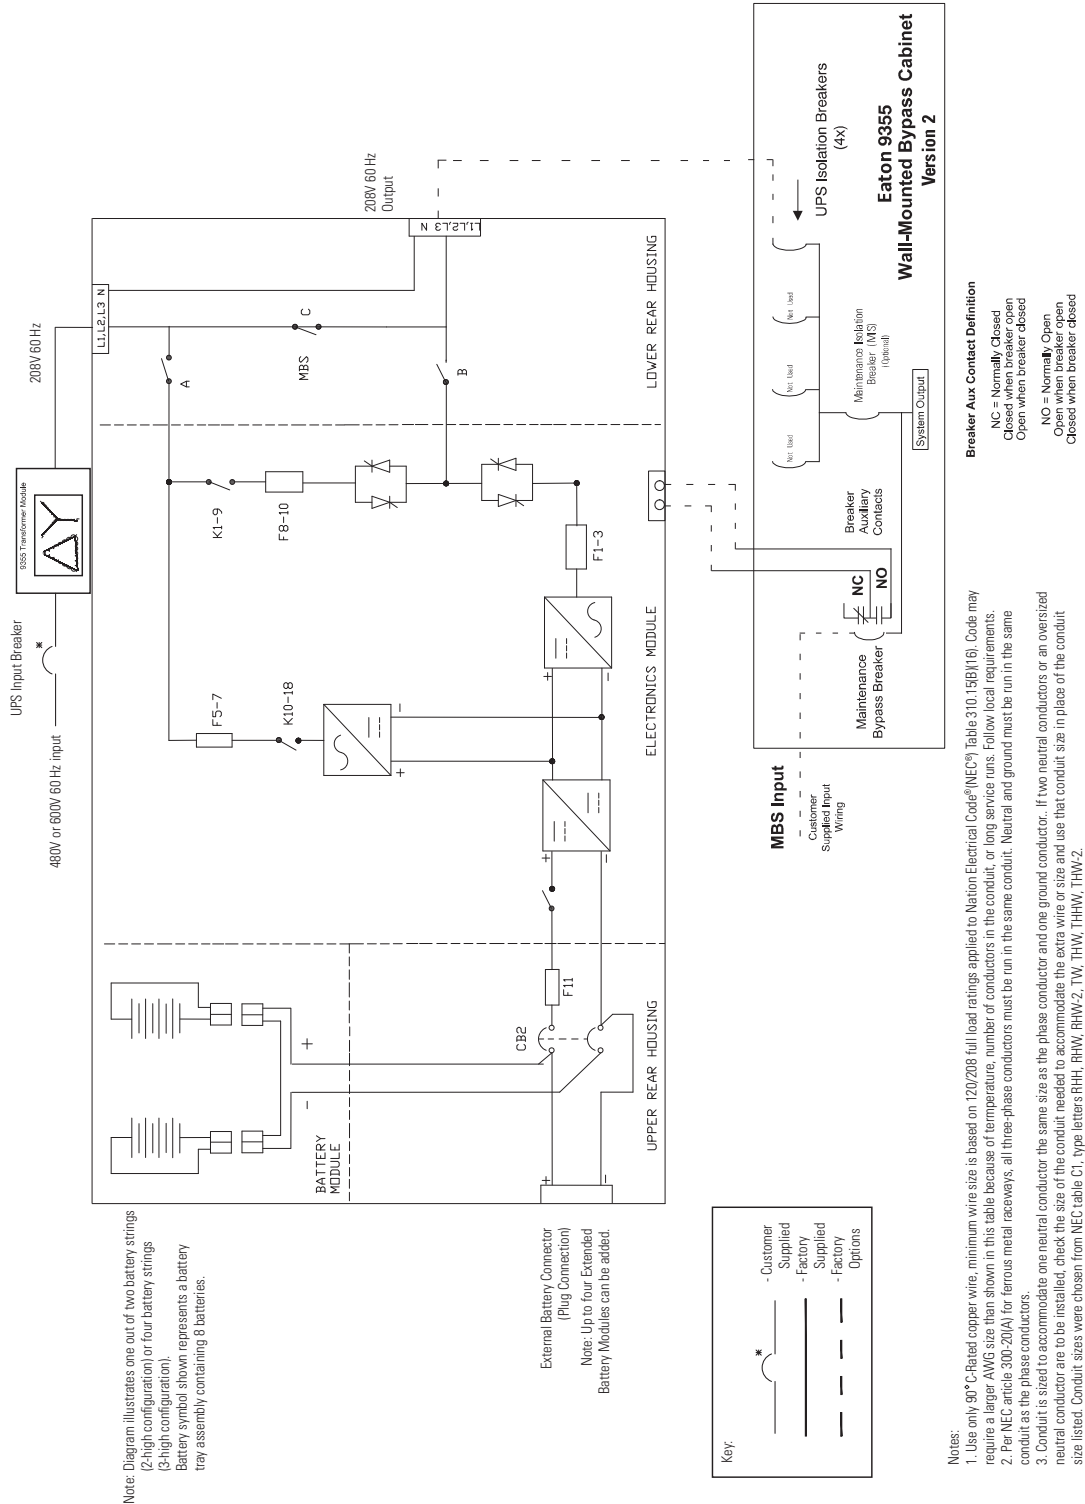 Note: Diagram illustrates one out of two battery strings
(2-high configuration) or four battery strings
(3-high configuration).
Battery symbol shown represents a battery
tray assembly containing 8 batteries.
480V or 600V 60 Hz input
UPS Input Breaker
*
9355 Transformer Module
208V 60 Hz
L1,L2,L3 N
208V 60 Hz
Output
L1,L2,L3 N
BATTERY
MODULE
-
+
UPPER REAR HOUSING
CB2
F11
+
-
External Battery Connector
(Plug Connection)
Note: Up to four Extended
Battery Modules can be added.
ELECTRONICS MODULE
F5-7
K10-18
+
-
+
-
+
-
K1-9
F8-10
F1-3
LOWER REAR HOUSING
A
MBS
C
B
Key:
*
- Customer
Supplied
- Factory
Supplied
- Factory
Options
MBS Input
Customer
Supplied Input
Wiring
Maintenance
Bypass Breaker
NC
NO
Breaker
Auxiliary
Contacts
Not Used
Not Used
Not Used
Maintenance Isolation
Breaker (MIS)
(Optional)
System Output
UPS Isolation Breakers
(4x)
Eaton 9355
Wall-Mounted Bypass Cabinet
Version 2
Breaker Aux Contact Definition
NC = Normally Closed
Closed when breaker open
Open when breaker closed
NO = Normally Open
Open when breaker open
Closed when breaker closed
Notes:
1. Use only 90°C-Rated copper wire, minimum wire size is based on 120/208 full load ratings applied to Nation Electrical Code®(NEC®) Table 310.15(B)(16). Code may
require a larger AWG size than shown in this table because of temperature, number of conductors in the conduit, or long service runs. Follow local requirements.
2. Per NEC article 300-20(A) for ferrous metal raceways, all three-phase conductors must be run in the same conduit. Neutral and ground must be run in the same
conduit as the phase conductors.
3. Conduit is sized to accommodate one neutral conductor the same size as the phase conductor and one ground conductor. If two neutral conductors or an oversized
neutral conductor are to be installed, check the size of the conduit needed to accommodate the extra wire or size and use that conduit size in place of the conduit
size listed. Conduit sizes were chosen from NEC table C1, type letters RHH, RHW, RHW-2, TW, THW, THHW, THW-2.